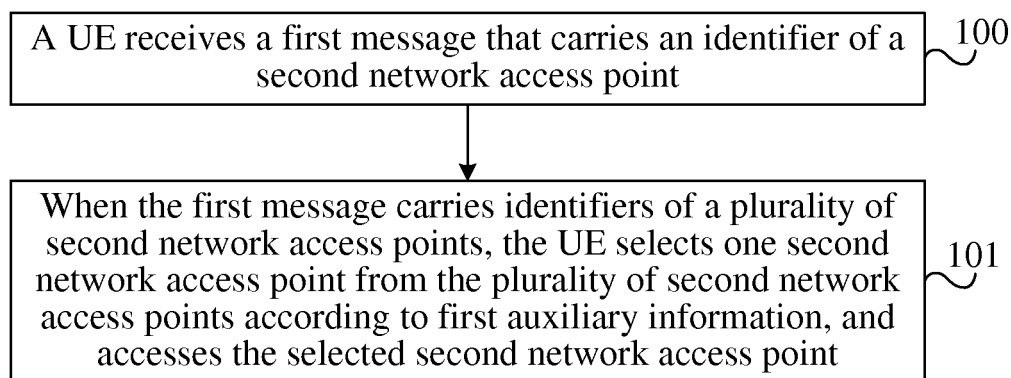 A UE receives a first message that carries an identifier of a
second network access point
100
When the first message carries identifiers of a plurality of
second network access points, the UE selects one second
network access point from the plurality of second network
access points according to first auxiliary information, and
accesses the selected second network access point
101